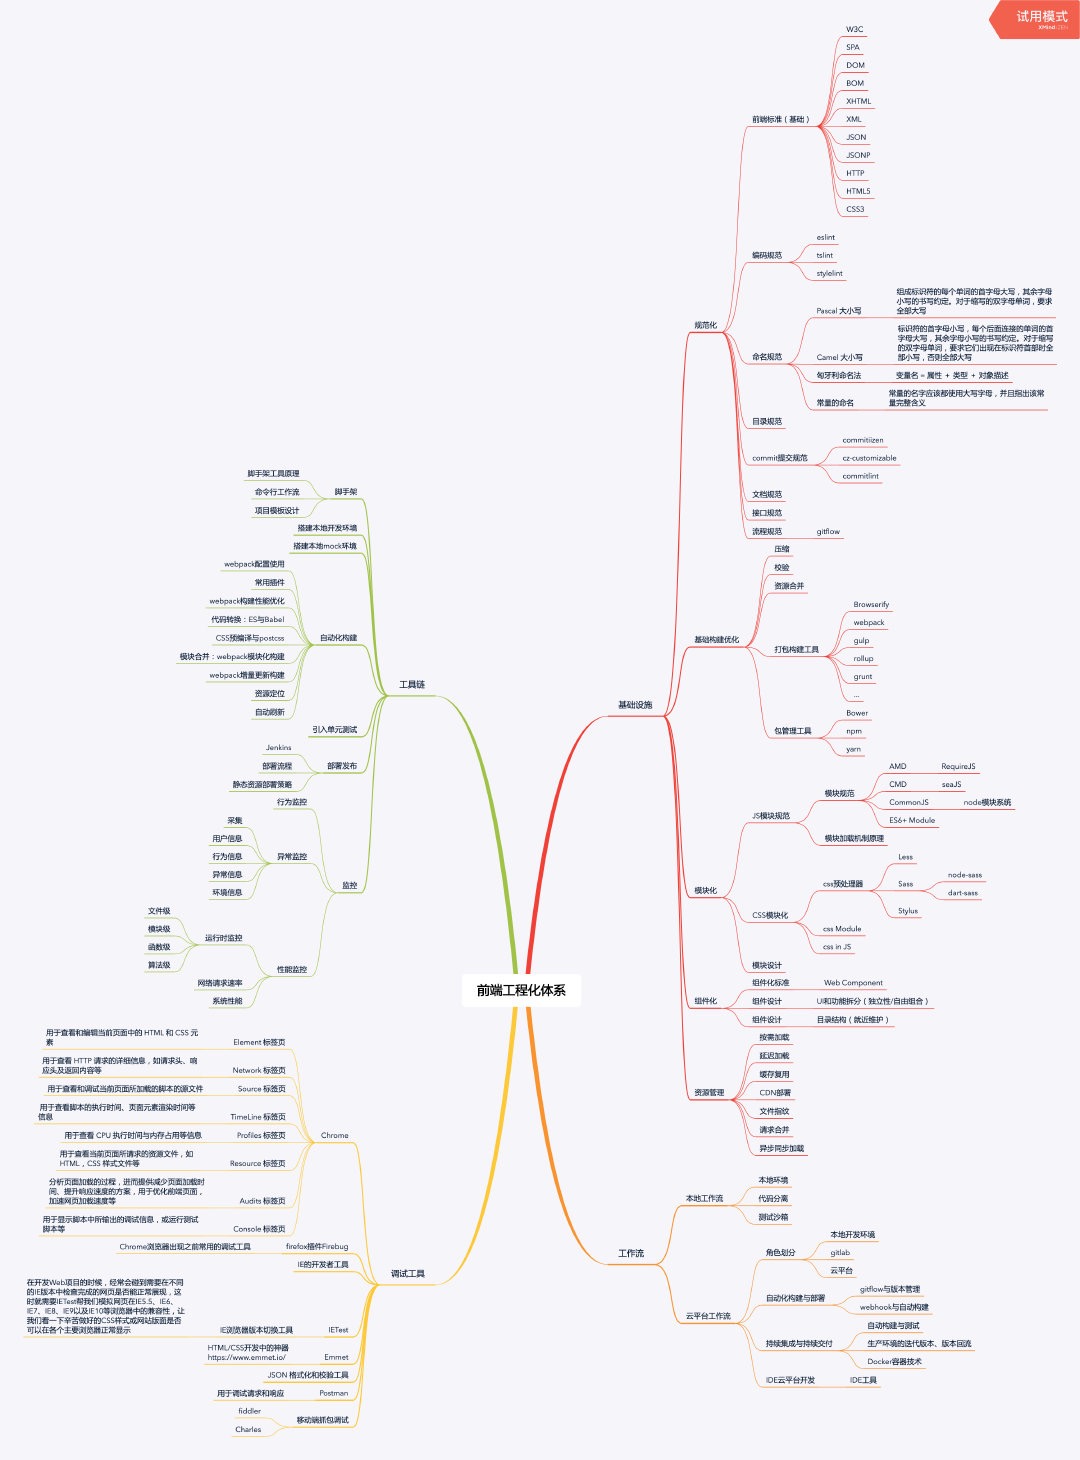 试用模式
XMind:ZEN
前端工程化体系
基础设施
规范化
前端标准（基础）
W3C
SPA
DOM
BOM
XHTML
XML
JSON
JSONP
HTTP
HTML5
CSS3
编码规范
eslint
tslint
stylelint
命名规范
Pascal 大小写
组成标识符的每个单词的首字母大写，其余字母
小写的书写约定。对于缩写的双字母单词，要求
全部大写
Camel 大小写
标识符的首字母小写，每个后面连接的单词的首
字母大写，其余字母小写的书写约定。对于缩写
的双字母单词，要求它们出现在标识符首部时全
部小写，否则全部大写
匈牙利命名法
变量名 = 属性 + 类型 + 对象描述
常量的命名
常量的名字应该都使用大写字母，并且指出该常
量完整含义
目录规范
commit提交规范
commitiizen
cz-customizable
commitlint
文档规范
接口规范
流程规范
gitflow
基础构建优化
压缩
校验
资源合并
打包构建工具
Browserify
webpack
gulp
rollup
grunt
...
包管理工具
Bower
npm
yarn
模块化
JS模块规范
模块规范
AMD
RequireJS
CMD
seaJS
CommonJS
node模块系统
ES6+ Module
模块加载机制原理
CSS模块化
css预处理器
Less
Sass
node-sass
dart-sass
Stylus
css Module
css in JS
模块设计
组件化
组件化标准
Web Component
组件设计
UI和功能拆分（独立性/自由组合）
组件设计
目录结构（就近维护）
资源管理
按需加载
延迟加载
缓存复用
CDN部署
文件指纹
请求合并
异步同步加载
工作流
本地工作流
本地环境
代码分离
测试沙箱
云平台工作流
角色划分
本地开发环境
gitlab
云平台
自动化构建与部署
gitflow与版本管理
webhook与自动构建
持续集成与持续交付
自动构建与测试
生产环境的迭代版本、版本回流
Docker容器技术
IDE云平台开发
IDE工具
工具链
脚手架
脚手架工具原理
命令行工作流
项目模板设计
搭建本地开发环境
搭建本地mock环境
自动化构建
webpack配置使用
常用插件
webpack构建性能优化
代码转换：ES与Babel
CSS预编译与postcss
模块合并：webpack模块化构建
webpack增量更新构建
资源定位
自动刷新
引入单元测试
部署发布
Jenkins
部署流程
静态资源部署策略
监控
行为监控
异常监控
采集
用户信息
行为信息
异常信息
环境信息
性能监控
运行时监控
文件级
模块级
函数级
算法级
网络请求速率
系统性能
调试工具
Chrome
Element 标签页
用于查看和编辑当前页面中的 HTML 和 CSS 元
素
Network 标签页
用于查看 HTTP 请求的详细信息，如请求头、响
应头及返回内容等
Source 标签页
用于查看和调试当前页面所加载的脚本的源文件
TimeLine 标签页
用于查看脚本的执行时间、页面元素渲染时间等
信息
Profiles 标签页
用于查看 CPU 执行时间与内存占用等信息
Resource 标签页
用于查看当前页面所请求的资源文件，如
HTML，CSS 样式文件等
Audits 标签页
分析页面加载的过程，进而提供减少页面加载时
间、提升响应速度的方案，用于优化前端页面，
加速网页加载速度等
Console 标签页
用于显示脚本中所输出的调试信息，或运行测试
脚本等
firefox插件Firebug
Chrome浏览器出现之前常用的调试工具
IE的开发者工具
IETest
IE浏览器版本切换工具
在开发Web项目的时候，经常会碰到需要在不同
的IE版本中检查完成的网页是否能正常展现，这
时就需要IETest帮我们模拟网页在IE5.5、IE6、
IE7、IE8、IE9以及IE10等浏览器中的兼容性，让
我们看一下辛苦做好的CSS样式或网站版面是否
可以在各个主要浏览器正常显示
Emmet
HTML/CSS开发中的神器
https://www.emmet.io/
JSON 格式化和校验工具
Postman
用于调试请求和响应
移动端抓包调试
fiddler
Charles